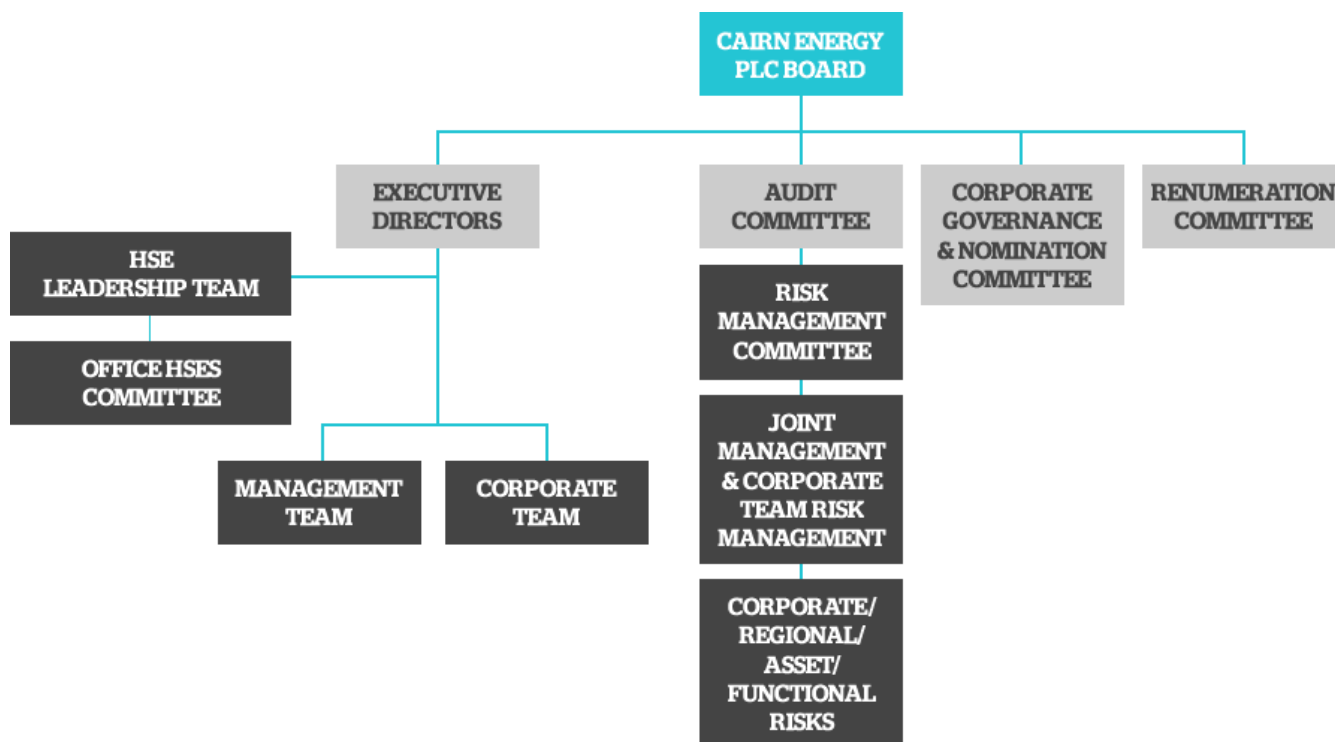 CAIRN ENERGY
PLC BOARD
EXECUTIVE
DIRECTORS
AUDIT
COMMITTEE
CORPORATE
GOVERNANCE
& NOMINATION
COMMITTEE
RENUMERATION
COMMITTEE
HSE
LEADERSHIP TEAM
OFFICE HSES
COMMITTEE
MANAGEMENT
TEAM
CORPORATE
TEAM
RISK
MANAGEMENT
COMMITTEE
JOINT
MANAGEMENT
& CORPORATE
TEAM RISK
MANAGEMENT
CORPORATE/
REGIONAL/
ASSET/
FUNCTIONAL
RISKS